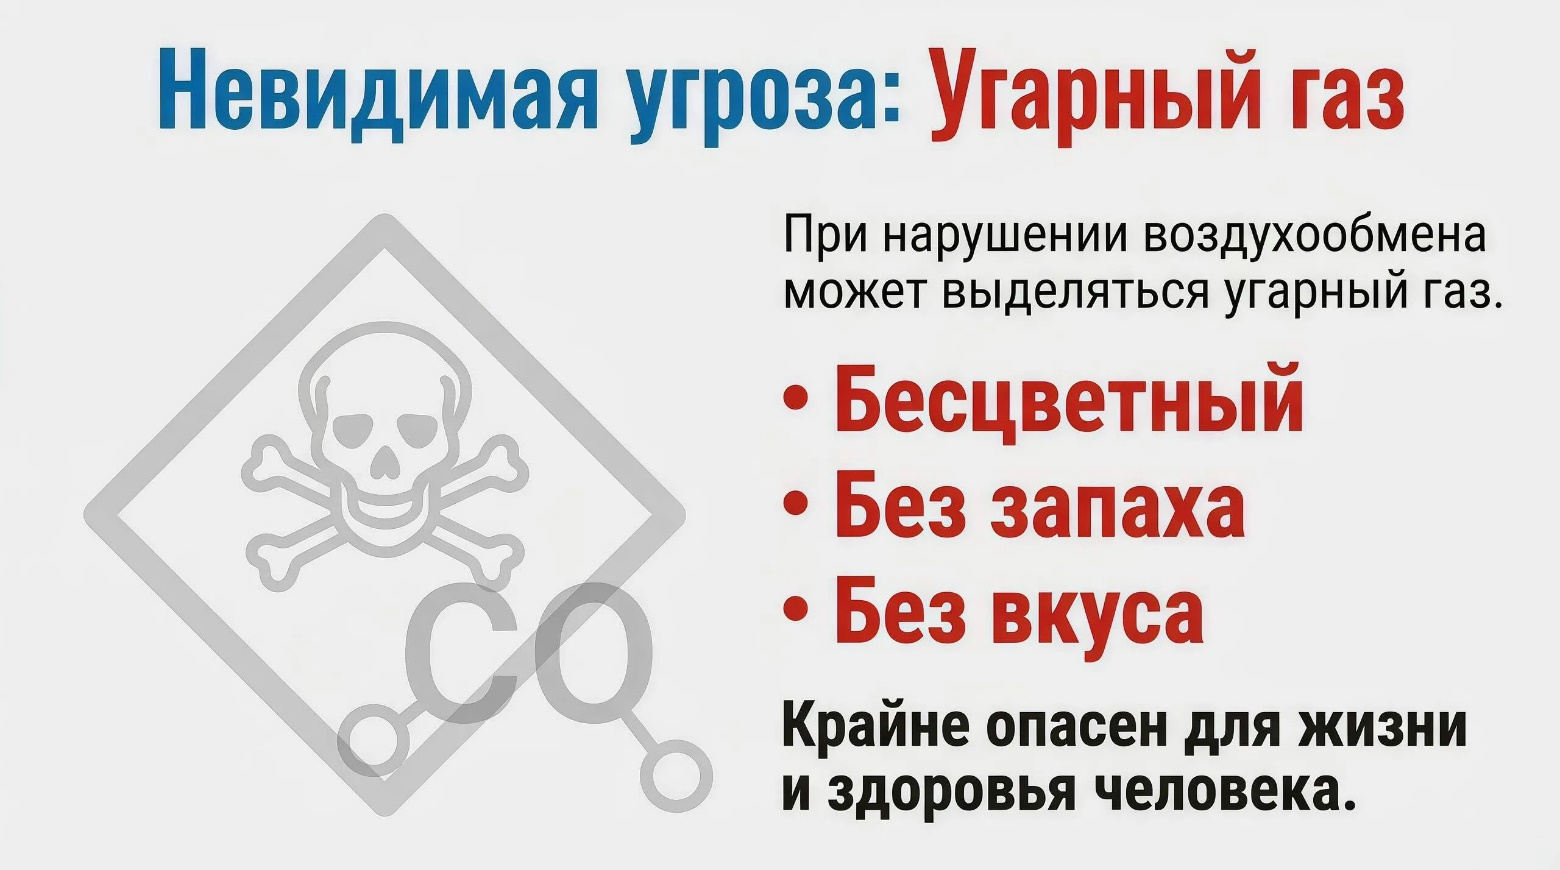 Невидимая угроза: Угарный газ
При нарушении воздухообмена
может выделяться угарный газ.
• Бесцветный
• Без запаха
• Без вкуса
CO
Крайне опасен для жизни
и здоровья человека.